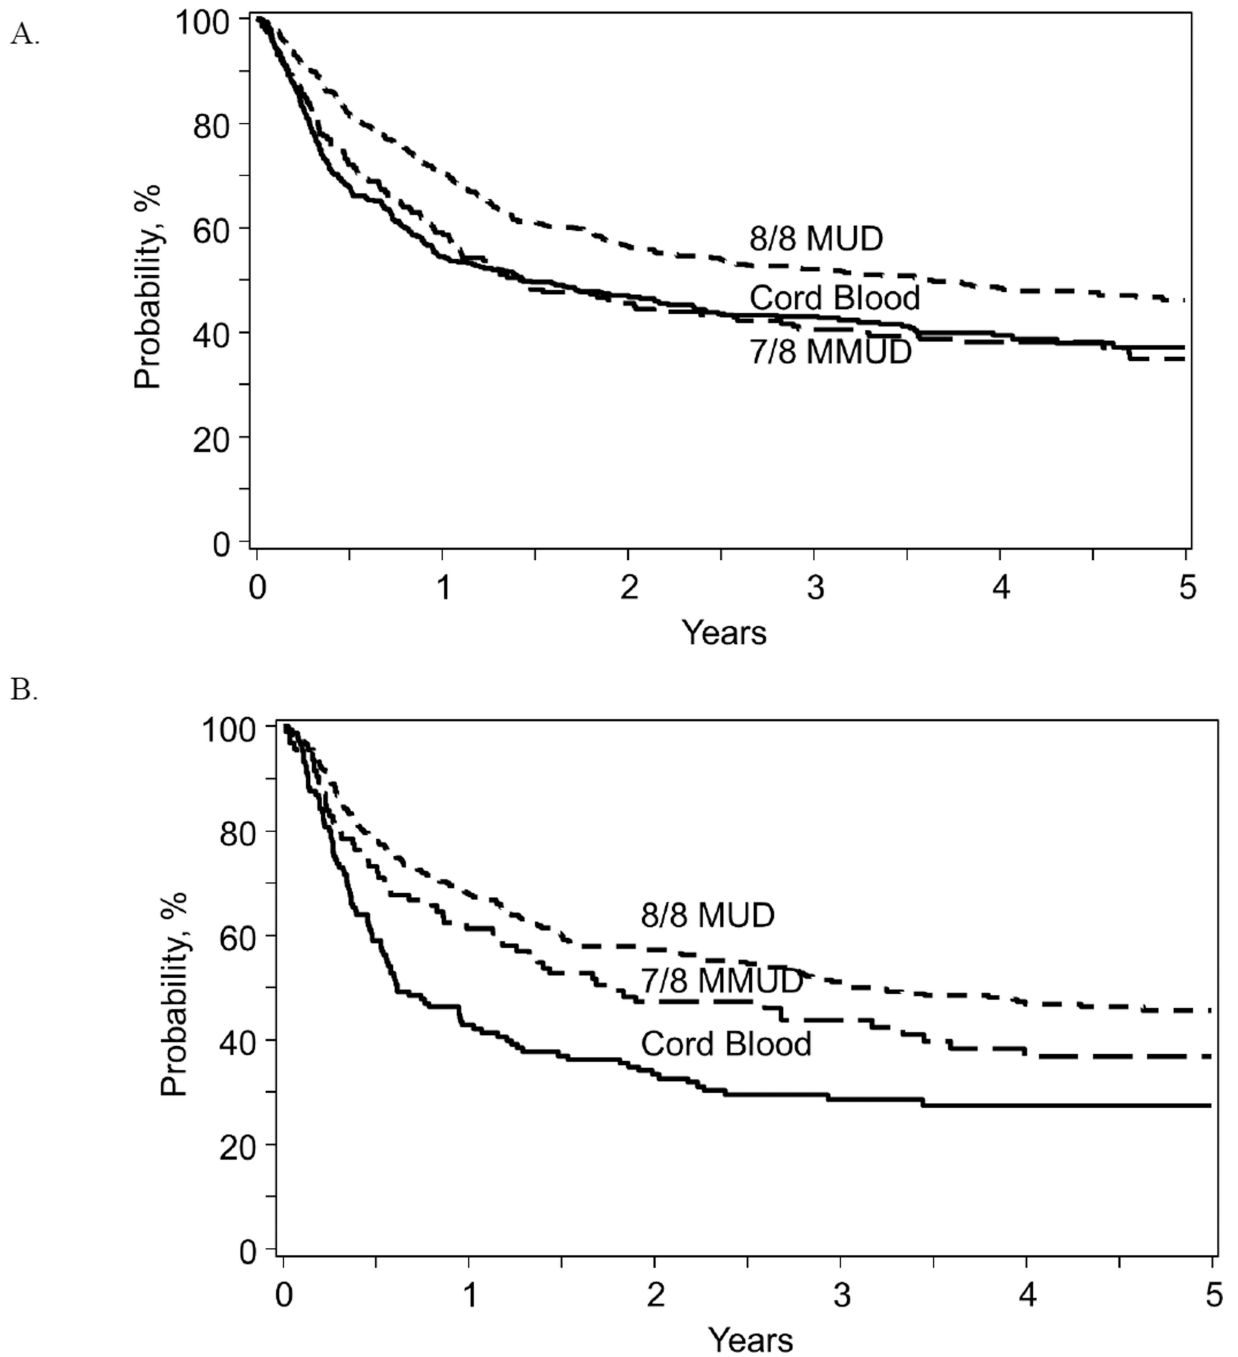 A.
100
80
60
40
20
0
Probability, %
8/8 MUD
Cord Blood
7/8 MMUD
0 1 2 3 4 5
Years
B.
100
80
60
40
20
0
Probability, %
8/8 MUD
7/8 MMUD
Cord Blood
0 1 2 3 4 5
Years